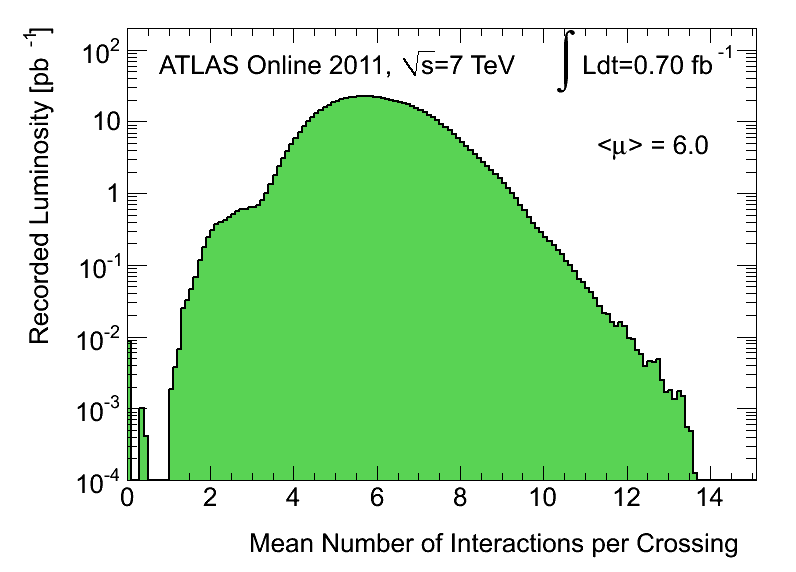 ATLAS Online 2011, √s=7 TeV ∫ Ldt=0.70 fb⁻¹
<μ> = 6.0
Recorded Luminosity [pb⁻¹]
10²
10
1
10⁻¹
10⁻²
10⁻³
10⁻⁴
0 2 4 6 8 10 12 14
Mean Number of Interactions per Crossing